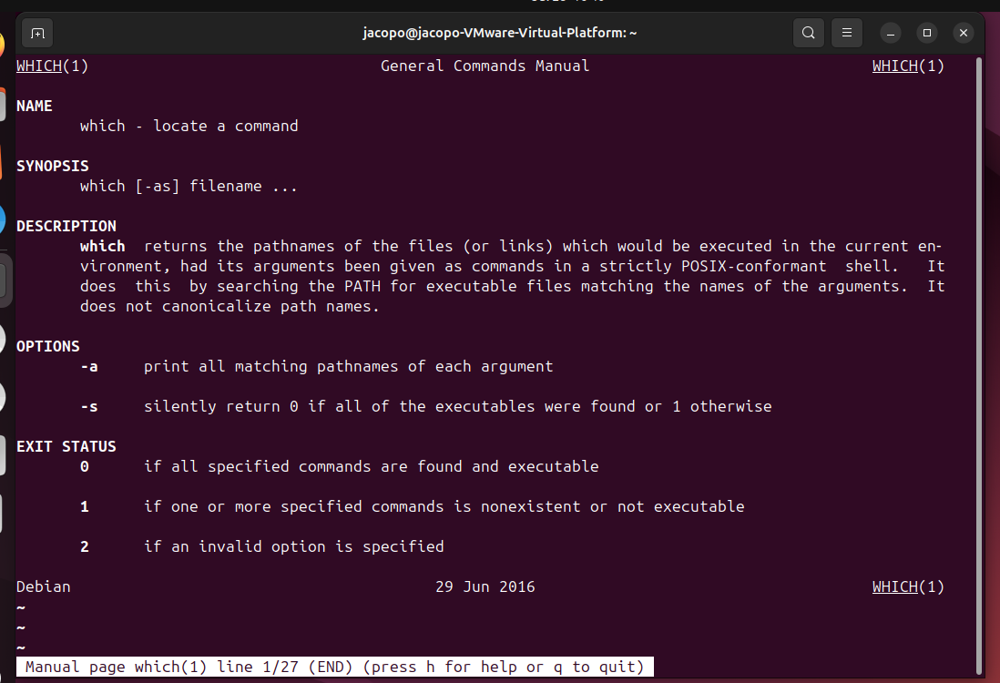 jacopo@jacopo-VMware-Virtual-Platform: ~
WHICH(1) General Commands Manual WHICH(1)
NAME
which - locate a command
SYNOPSIS
which [-as] filename ...
DESCRIPTION
which returns the pathnames of the files (or links) which would be executed in the current en-
vironment, had its arguments been given as commands in a strictly POSIX-conformant shell. It
does this by searching the PATH for executable files matching the names of the arguments. It
does not canonicalize path names.
OPTIONS
-a print all matching pathnames of each argument
-s silently return 0 if all of the executables were found or 1 otherwise
EXIT STATUS
0 if all specified commands are found and executable
1 if one or more specified commands is nonexistent or not executable
2 if an invalid option is specified
Debian 29 Jun 2016 WHICH(1)
~
~
~
Manual page which(1) line 1/27 (END) (press h for help or q to quit)